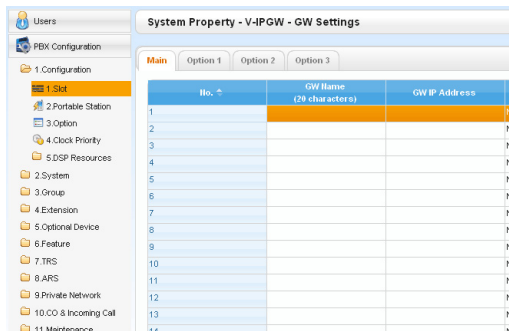 Users
PBX Configuration
1.Configuration
1.Slot
2.Portable Station
3.Option
4.Clock Priority
5.DSP Resources
2.System
3.Group
4.Extension
5.Optional Device
6.Feature
7.TRS
8.ARS
9.Private Network
10.CO & Incoming Call
11.Maintenance
System Property - V-IPGW - GW Settings
Main Option 1 Option 2 Option 3
No. GW Name GW IP Address
(20 characters)
1
2
3
4
5
6
7
8
9
10
11
12
13
14